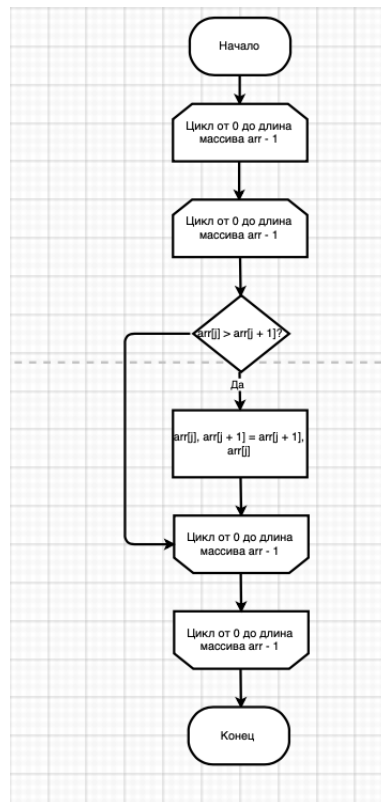 Начало
Цикл от 0 до длина
массива arr - 1
Цикл от 0 до длина
массива arr - 1
arr[j] > arr[j + 1]?
Да
arr[j], arr[j + 1] = arr[j + 1],
arr[j]
Цикл от 0 до длина
массива arr - 1
Цикл от 0 до длина
массива arr - 1
Конец